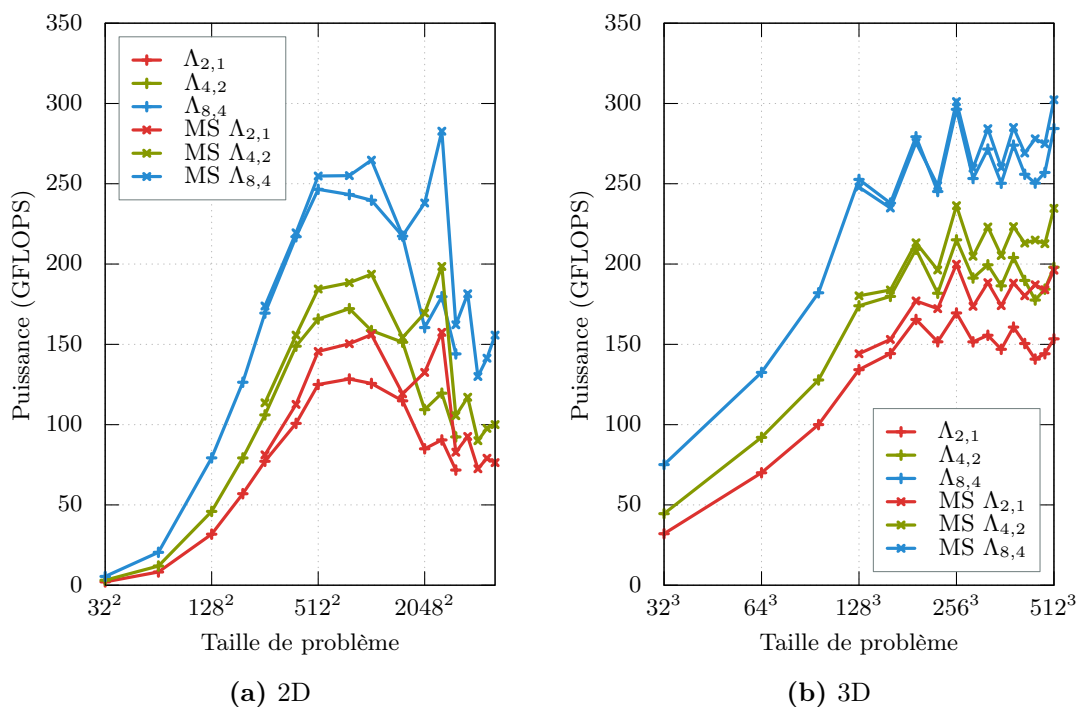 350
300
250
200
150
100
50
0
Puissance (GFLOPS)
Λ2,1
Λ4,2
Λ8,4
MS Λ2,1
MS Λ4,2
MS Λ8,4
32² 128² 512² 2048²
Taille de problème
(a) 2D
350
300
250
200
150
100
50
0
Puissance (GFLOPS)
Λ2,1
Λ4,2
Λ8,4
MS Λ2,1
MS Λ4,2
MS Λ8,4
32³ 64³ 128³ 256³ 512³
Taille de problème
(b) 3D